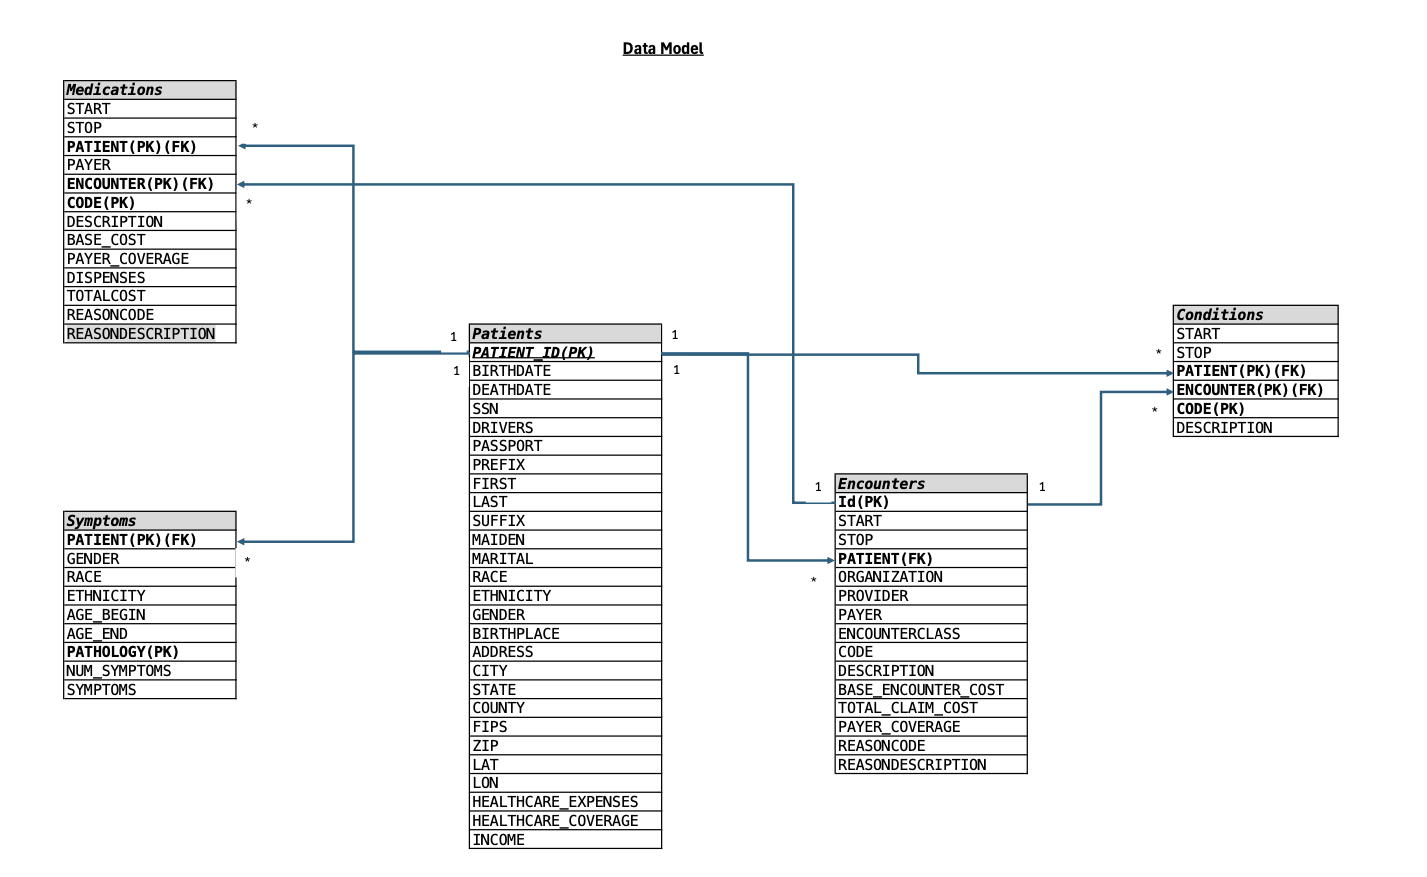 Data Model
Medications
START
STOP
*
PATIENT(PK)(FK)
PAYER
ENCOUNTER(PK)(FK)
CODE(PK)
*
DESCRIPTION
BASE_COST
PAYER_COVERAGE
DISPENSES
TOTALCOST
REASONCODE
REASONDESCRIPTION
Symptoms
PATIENT(PK)(FK)
GENDER
*
RACE
ETHNICITY
AGE_BEGIN
AGE_END
PATHOLOGY(PK)
NUM_SYMPTOMS
SYMPTOMS
1
Patients
1
PATIENT_ID(PK)
1
BIRTHDATE
1
DEATHDATE
SSN
DRIVERS
PASSPORT
PREFIX
FIRST
LAST
SUFFIX
MAIDEN
MARITAL
RACE
ETHNICITY
GENDER
BIRTHPLACE
ADDRESS
CITY
STATE
COUNTY
FIPS
ZIP
LAT
LON
HEALTHCARE_EXPENSES
HEALTHCARE_COVERAGE
INCOME
1
Encounters
1
Id(PK)
START
STOP
PATIENT(FK)
*
ORGANIZATION
PROVIDER
PAYER
ENCOUNTERCLASS
CODE
DESCRIPTION
BASE_ENCOUNTER_COST
TOTAL_CLAIM_COST
PAYER_COVERAGE
REASONCODE
REASONDESCRIPTION
Conditions
START
*
STOP
PATIENT(PK)(FK)
ENCOUNTER(PK)(FK)
*
CODE(PK)
DESCRIPTION